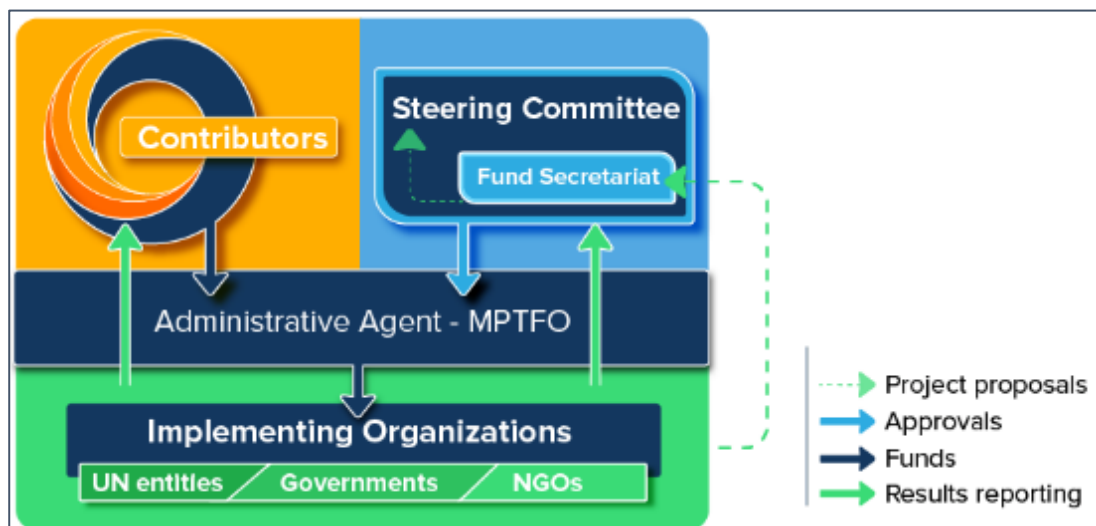 Contributors
Steering Committee
Fund Secretariat
Administrative Agent - MPTFO
Implementing Organizations
UN entities
Governments
NGOs
Project proposals
Approvals
Funds
Results reporting